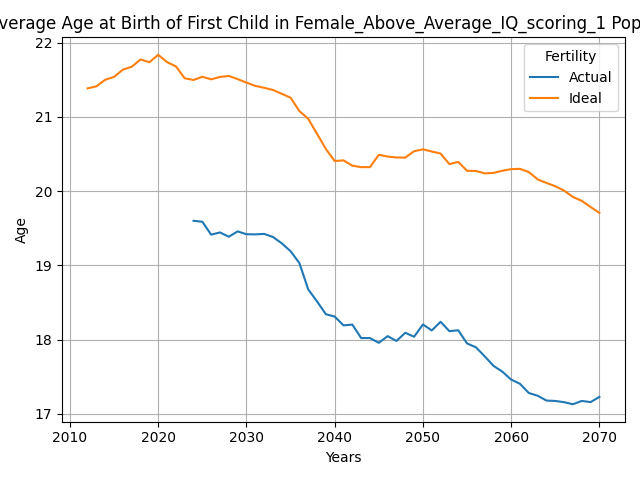 verage Age at Birth of First Child in Female_Above_Average_IQ_scoring_1 Pop
22
21
20
19
18
17
Age
Fertility
Actual
Ideal
2010 2020 2030 2040 2050 2060 2070
Years